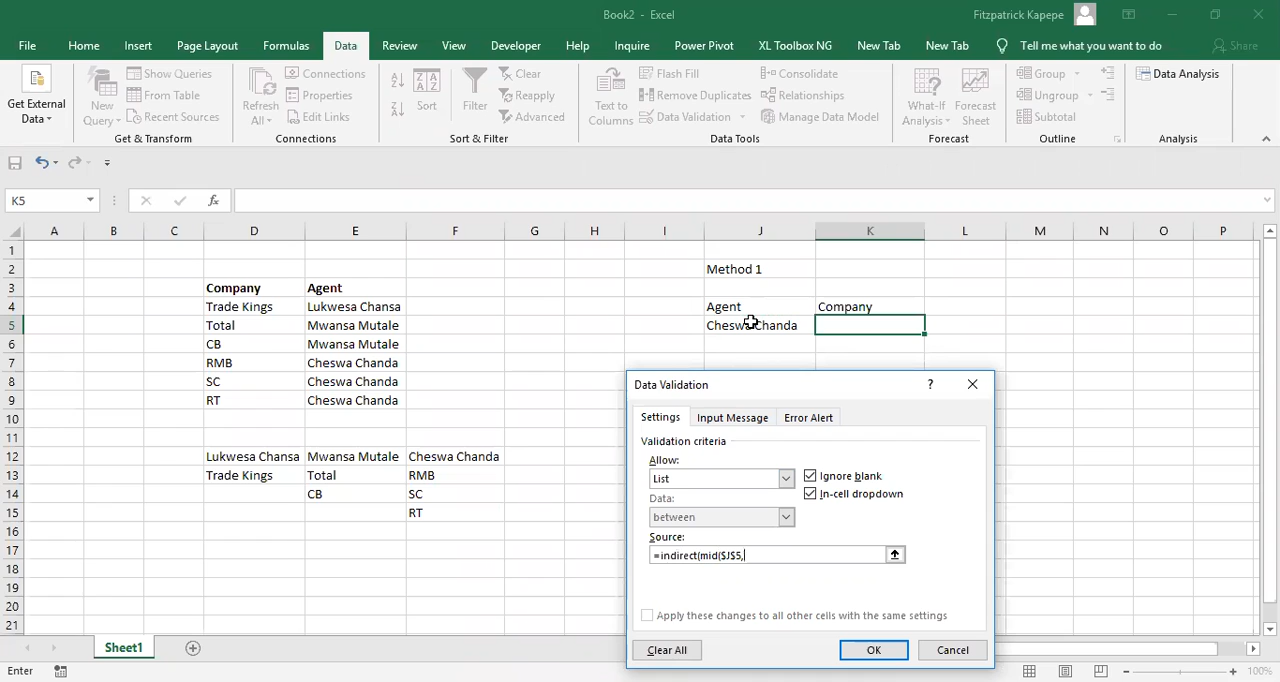 Book2 - Excel
Fitzpatrick Kapepe
File Home Insert Page Layout Formulas Data Review View Developer Help Inquire Power Pivot XL Toolbox NG New Tab New Tab Tell me what you want to do Share
Get External Data
New Query
Show Queries
From Table
Recent Sources
Get & Transform
Refresh All
Connections
Properties
Edit Links
Connections
Sort
Filter
Clear
Reapply
Advanced
Sort & Filter
Text to Columns
Flash Fill
Remove Duplicates
Data Validation
Consolidate
Relationships
Manage Data Model
Data Tools
What-If Analysis
Forecast Sheet
Forecast
Group
Ungroup
Subtotal
Outline
Data Analysis
Analysis
K5 fx
A B C D E F G H I J K L M N O P
1
2 Method 1
3 Company Agent
4 Trade Kings Lukwesa Chansa Agent Company
5 Total Mwansa Mutale Cheswa Chanda
6 CB Mwansa Mutale
7 RMB Cheswa Chanda
8 SC Cheswa Chanda
9 RT Cheswa Chanda
10
11
12 Lukwesa Chansa Mwansa Mutale Cheswa Chanda
13 Trade Kings Total RMB
14 CB SC
15 RT
16
17
18
19
20
21
Data Validation ?
Settings Input Message Error Alert
Validation criteria
Allow:
List
Ignore blank
In-cell dropdown
Data:
between
Source:
=indirect(mid($J$5,
Apply these changes to all other cells with the same settings
Clear All OK Cancel
Sheet1
Enter 100%